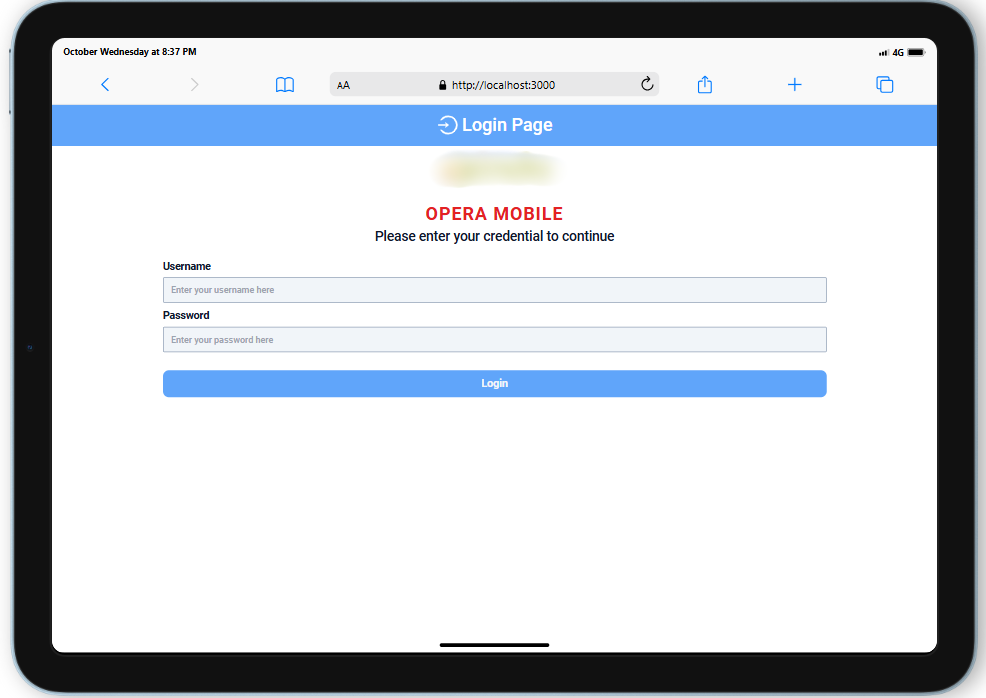 October Wednesday at 8:37 PM
4G
AA
http://localhost:3000
Login Page
OPERA MOBILE
Please enter your credential to continue
Username
Enter your username here
Password
Enter your password here
Login